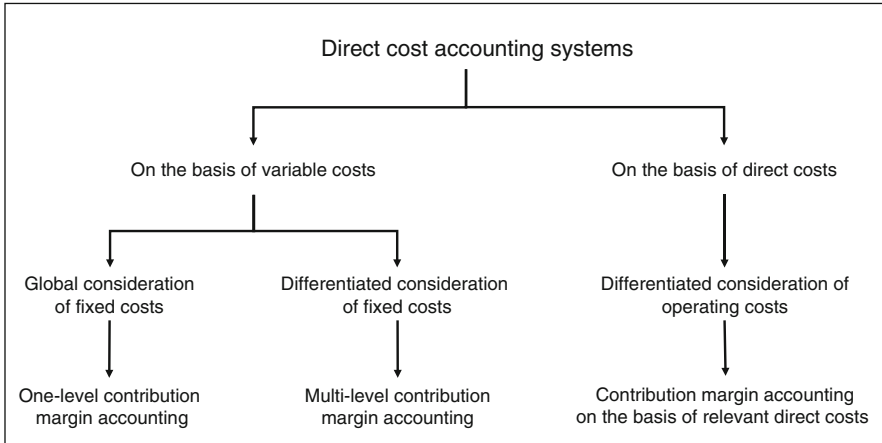 Direct cost accounting systems
On the basis of variable costs
On the basis of direct costs
Global consideration
of fixed costs
Differentiated consideration
of fixed costs
Differentiated consideration of
operating costs
One-level contribution
margin accounting
Multi-level contribution
margin accounting
Contribution margin accounting
on the basis of relevant direct costs